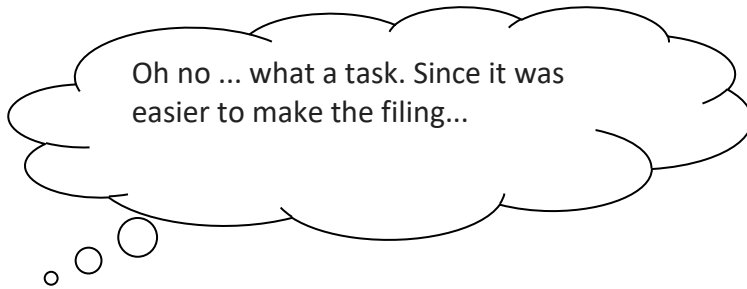 Oh no ... what a task. Since it was
easier to make the filing...